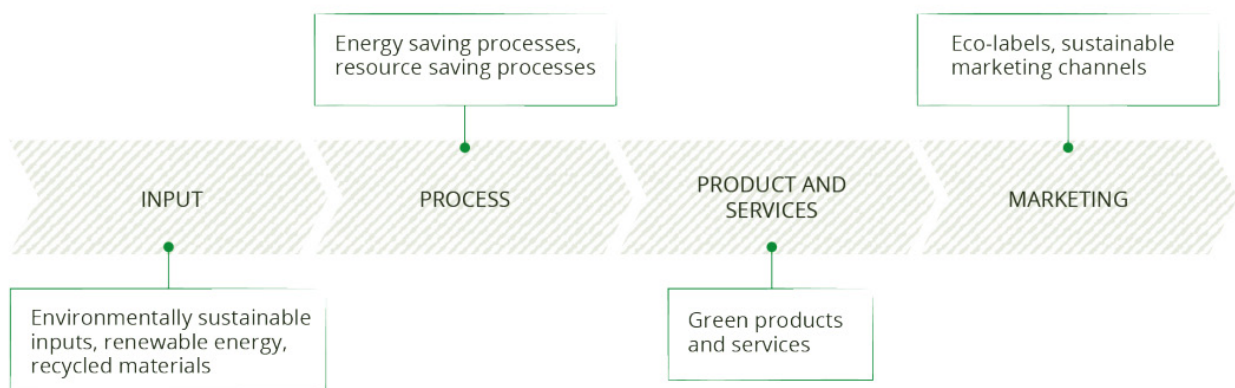 Energy saving processes,
resource saving processes
Eco-labels, sustainable
marketing channels
INPUT
PROCESS
PRODUCT AND
SERVICES
MARKETING
Environmentally sustainable
inputs, renewable energy,
recycled materials
Green products
and services